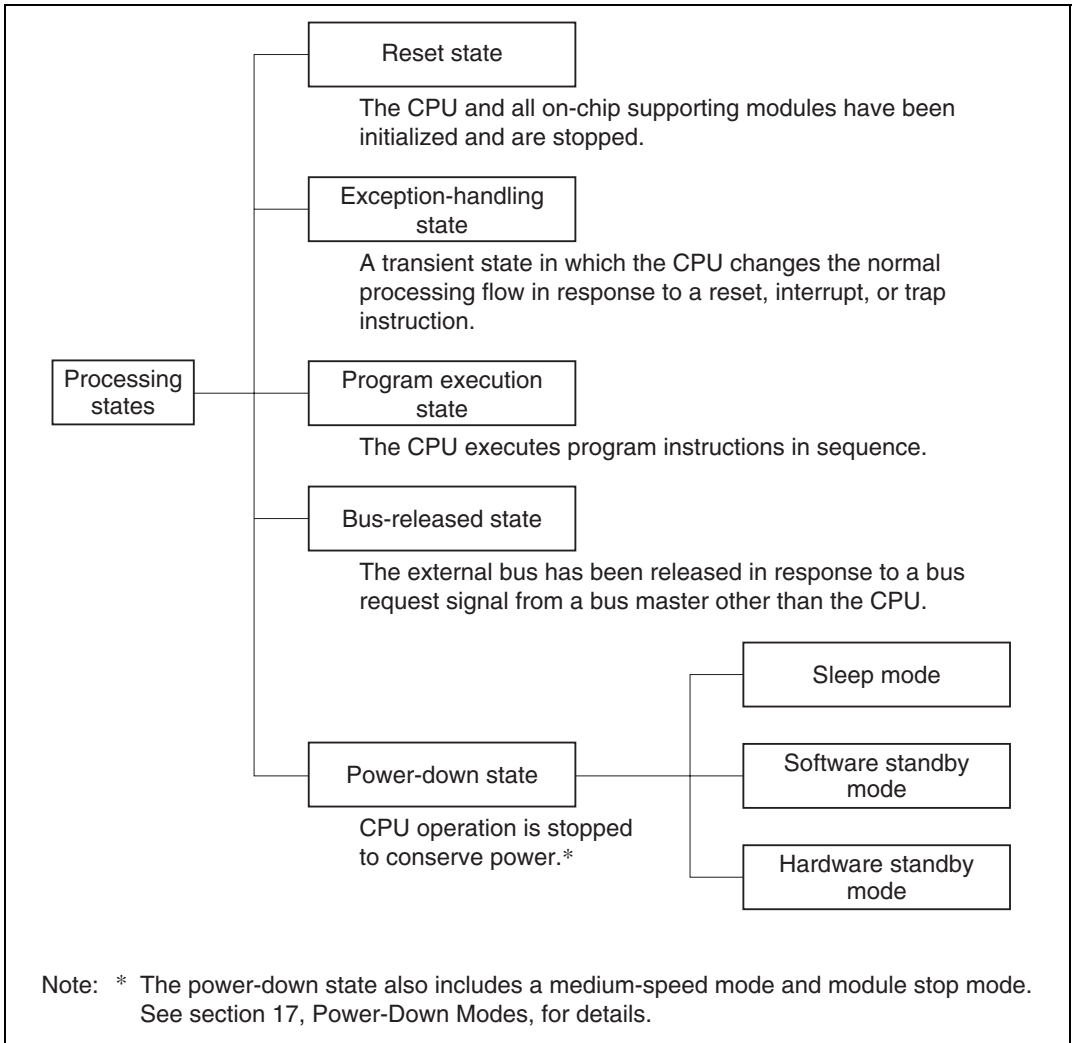 Reset state
The CPU and all on-chip supporting modules have been
initialized and are stopped.
Exception-handling
state
A transient state in which the CPU changes the normal
processing flow in response to a reset, interrupt, or trap
instruction.
Processing
states
Program execution
state
The CPU executes program instructions in sequence.
Bus-released state
The external bus has been released in response to a bus
request signal from a bus master other than the CPU.
Sleep mode
Power-down state
CPU operation is stopped
to conserve power.*
Software standby
mode
Hardware standby
mode
Note: * The power-down state also includes a medium-speed mode and module stop mode.
See section 17, Power-Down Modes, for details.